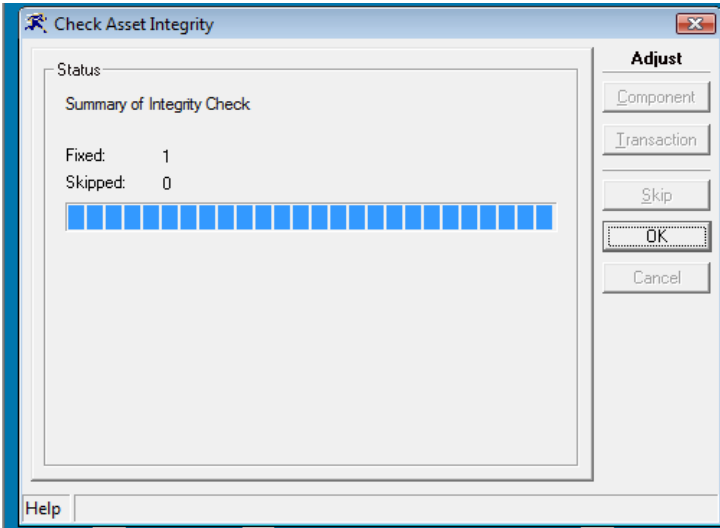 Check Asset Integrity
Status
Summary of Integrity Check
Fixed: 1
Skipped: 0
Adjust
Component
Transaction
Skip
OK
Cancel
Help